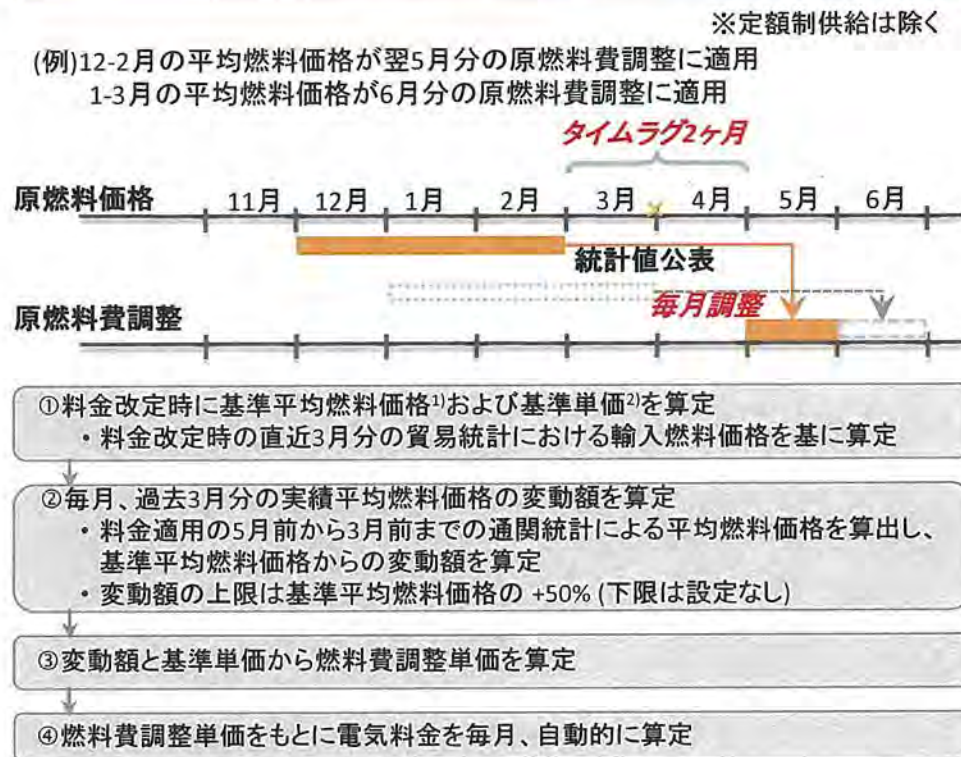 ※定額制供給は除く
(例)12-2月の平均燃料価格が翌5月分の原燃料費調整に適用
1-3月の平均燃料価格が6月分の原燃料費調整に適用
タイムラグ2ヶ月
原燃料価格
11月 12月 1月 2月 3月 4月 5月 6月
統計値公表
毎月調整
原燃料費調整
①料金改定時に基準平均燃料価格1)および基準単価2)を算定
・料金改定時の直近3月分の貿易統計における輸入燃料価格を基に算定
②毎月、過去3月分の実績平均燃料価格の変動額を算定
・料金適用の5月前から3月前までの通関統計による平均燃料価格を算出し、
基準平均燃料価格からの変動額を算定
・変動額の上限は基準平均燃料価格の +50% (下限は設定なし)
③変動額と基準単価から燃料費調整単価を算定
④燃料費調整単価をもとに電気料金を毎月、自動的に算定